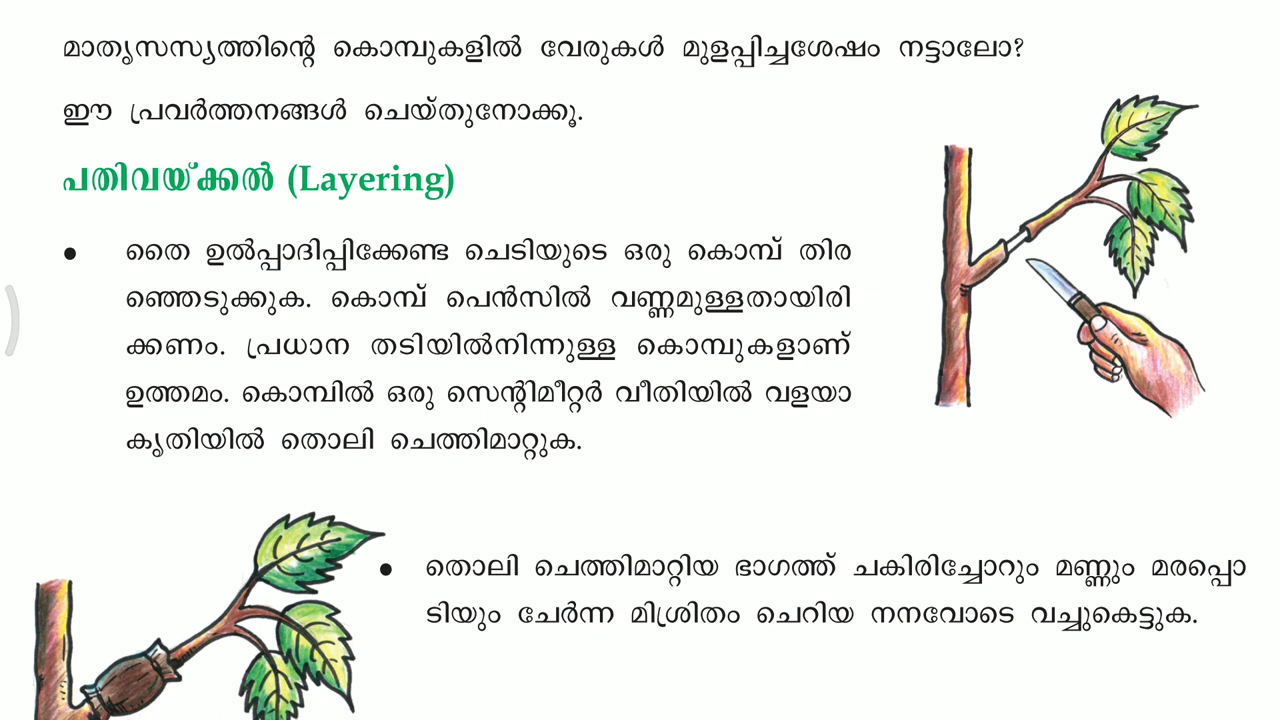 മാതൃസസ്യത്തിന്റെ കൊമ്പുകളിൽ വേരുകൾ മുളപ്പിച്ചശേഷം നട്ടാലോ?
ഈ പ്രവർത്തനങ്ങൾ ചെയ്തുനോക്കൂ.
പതിവയ്ക്കൽ (Layering)
● തൈ ഉൽപ്പാദിപ്പിക്കേണ്ട ചെടിയുടെ ഒരു കൊമ്പ് തിര
ഞ്ഞെടുക്കുക. കൊമ്പ് പെൻസിൽ വണ്ണമുള്ളതായിരി
ക്കണം. പ്രധാന തടിയിൽനിന്നുള്ള കൊമ്പുകളാണ്
ഉത്തമം. കൊമ്പിൽ ഒരു സെന്റിമീറ്റർ വീതിയിൽ വളയാ
കൃതിയിൽ തൊലി ചെത്തിമാറ്റുക.
● തൊലി ചെത്തിമാറ്റിയ ഭാഗത്ത് ചകിരിച്ചോറും മണ്ണും മരപ്പൊ
ടിയും ചേർന്ന മിശ്രിതം ചെറിയ നനവോടെ വച്ചുകെട്ടുക.